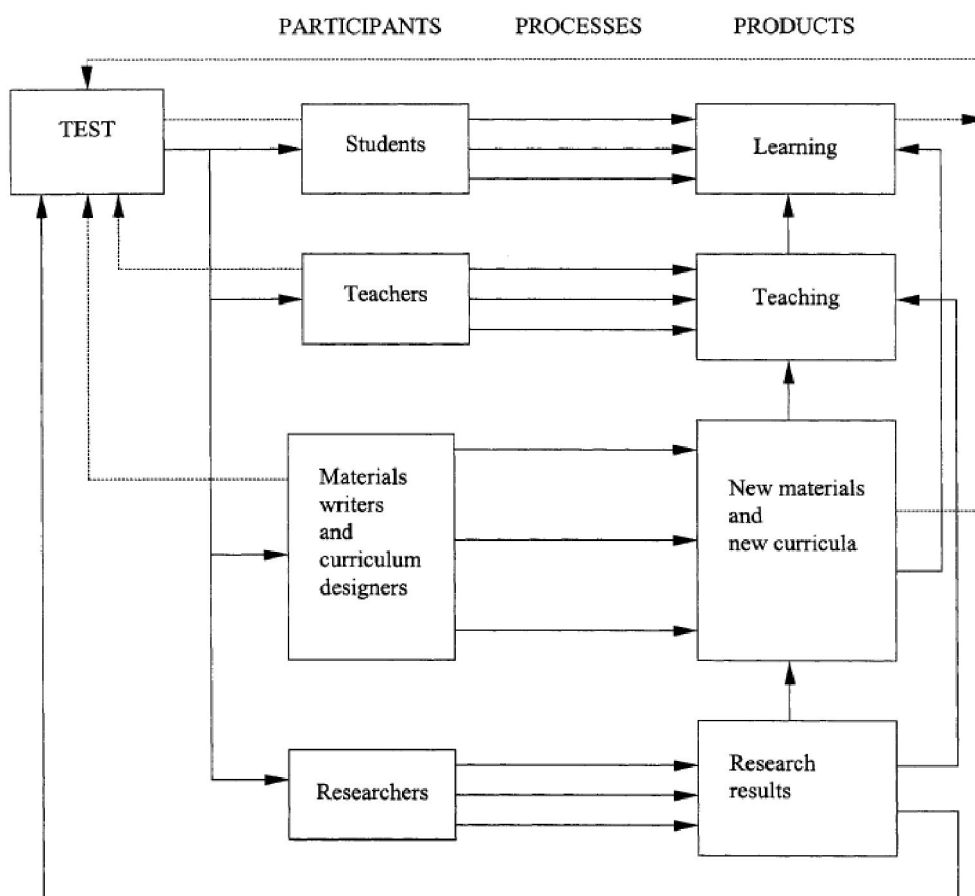 PARTICIPANTS PROCESSES PRODUCTS
TEST
Students
Learning
Teachers
Teaching
Materials
writers
and
curriculum
designers
New materials
and
new curricula
Researchers
Research
results